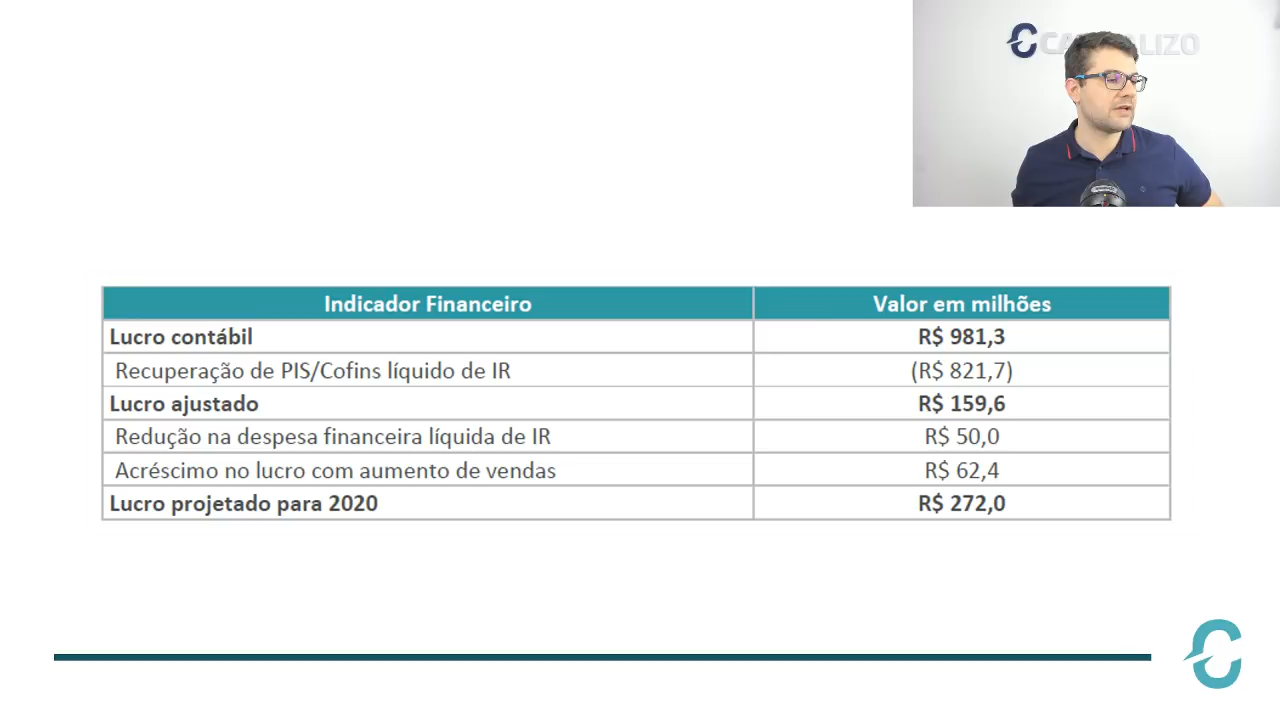 Indicador Financeiro Valor em milhões
Lucro contábil R$ 981,3
Recuperação de PIS/Cofins líquido de IR (R$ 821,7)
Lucro ajustado R$ 159,6
Redução na despesa financeira líquida de IR R$ 50,0
Acréscimo no lucro com aumento de vendas R$ 62,4
Lucro projetado para 2020 R$ 272,0